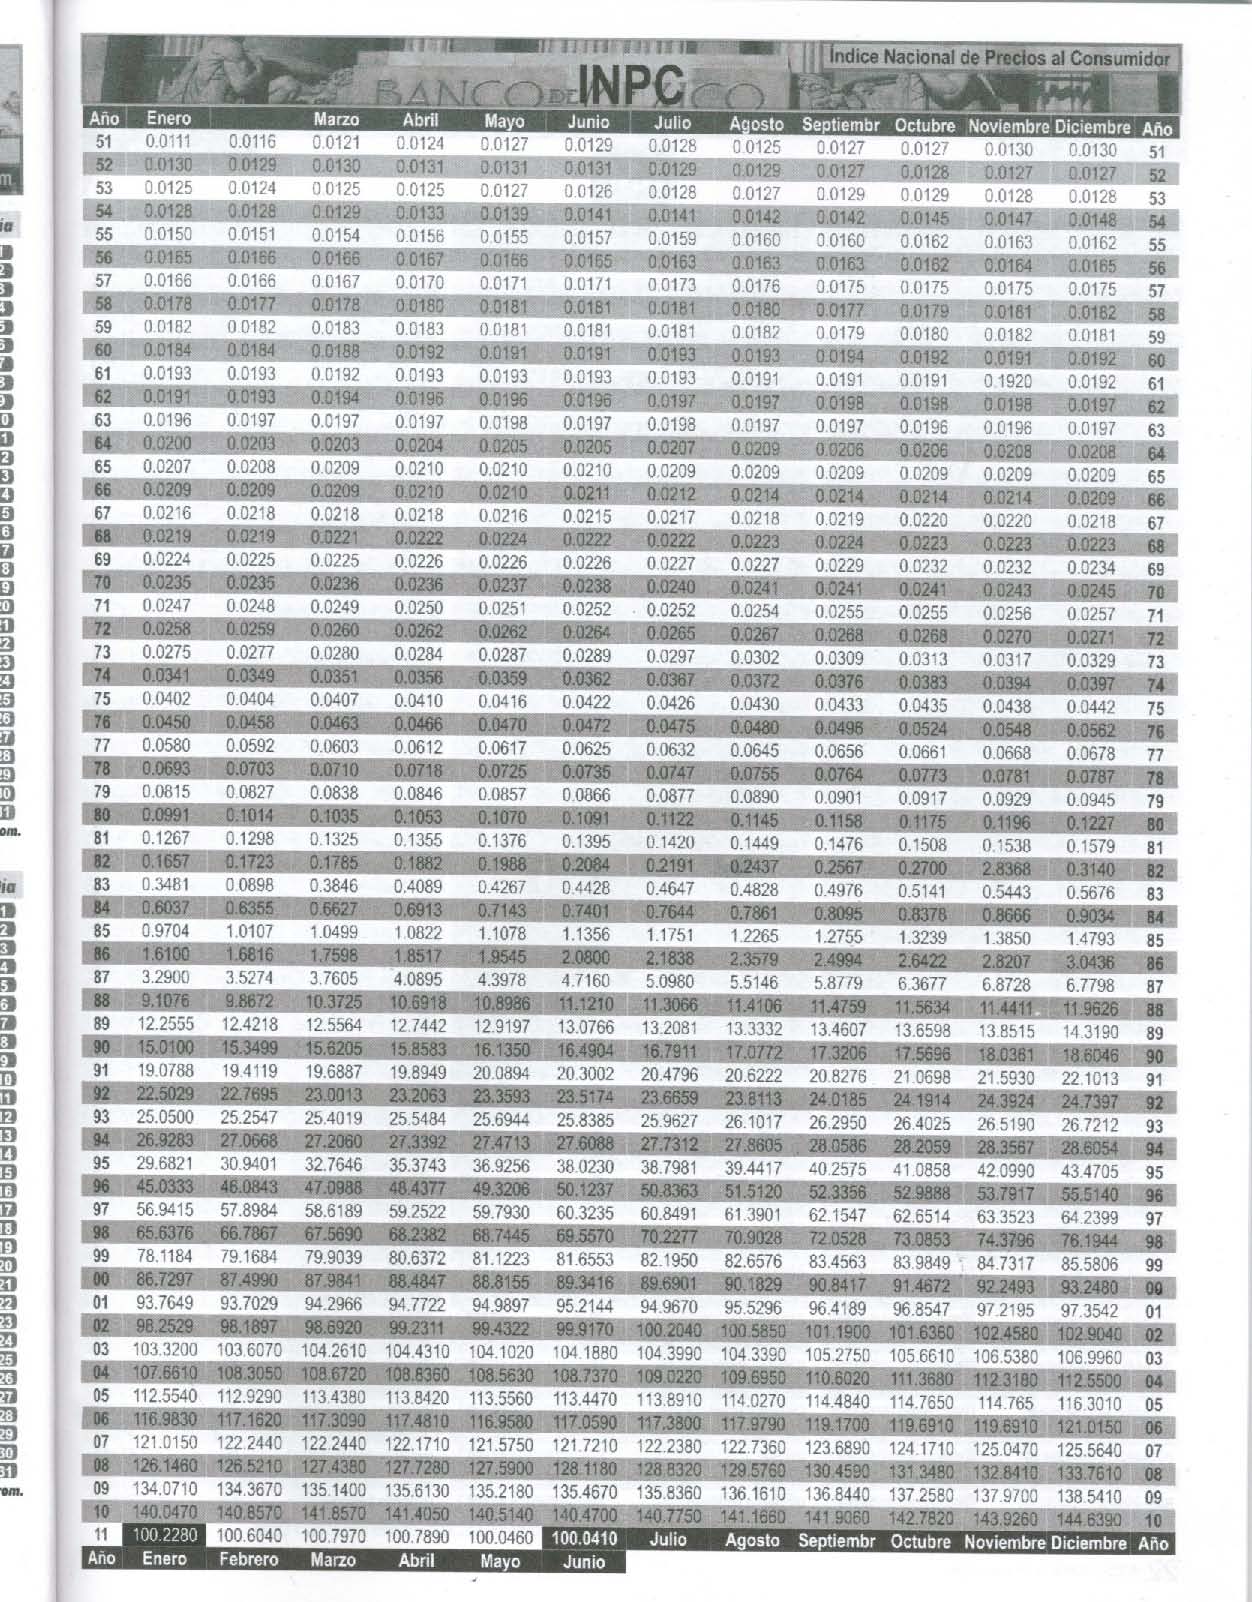 Índice Nacional de Precios al Consumidor
BANCO DE MÉXICO
INPC
Año Enero Marzo Abril Mayo Junio Julio Agosto Septiembr Octubre Noviembre Diciembre Año
51 0.0111 0.0116 0.0121 0.0124 0.0127 0.0129 0.0128 0.0125 0.0127 0.0127 0.0130 0.0130 51
52 0.0130 0.0129 0.0130 0.0131 0.0131 0.0131 0.0129 0.0129 0.0127 0.0128 0.0127 0.0127 52
53 0.0125 0.0124 0.0125 0.0125 0.0127 0.0126 0.0128 0.0127 0.0129 0.0129 0.0128 0.0128 53
54 0.0128 0.0128 0.0129 0.0133 0.0139 0.0141 0.0141 0.0142 0.0142 0.0145 0.0147 0.0148 54
55 0.0150 0.0151 0.0154 0.0156 0.0155 0.0157 0.0159 0.0160 0.0160 0.0162 0.0163 0.0162 55
56 0.0165 0.0166 0.0166 0.0167 0.0166 0.0165 0.0163 0.0163 0.0163 0.0162 0.0164 0.0165 56
57 0.0166 0.0166 0.0167 0.0170 0.0171 0.0171 0.0173 0.0176 0.0175 0.0175 0.0175 0.0175 57
58 0.0178 0.0177 0.0178 0.0180 0.0181 0.0181 0.0181 0.0180 0.0177 0.0179 0.0181 0.0182 58
59 0.0182 0.0182 0.0183 0.0183 0.0181 0.0181 0.0181 0.0182 0.0179 0.0180 0.0182 0.0181 59
60 0.0184 0.0184 0.0188 0.0192 0.0191 0.0191 0.0193 0.0193 0.0194 0.0192 0.0191 0.0192 60
61 0.0193 0.0193 0.0192 0.0193 0.0193 0.0193 0.0193 0.0191 0.0191 0.0191 0.1920 0.0192 61
62 0.0191 0.0193 0.0194 0.0196 0.0196 0.0196 0.0197 0.0197 0.0198 0.0198 0.0198 0.0197 62
63 0.0196 0.0197 0.0197 0.0197 0.0198 0.0197 0.0198 0.0197 0.0197 0.0196 0.0196 0.0197 63
64 0.0200 0.0203 0.0203 0.0204 0.0205 0.0205 0.0207 0.0209 0.0206 0.0206 0.0208 0.0208 64
65 0.0207 0.0208 0.0209 0.0210 0.0210 0.0210 0.0209 0.0209 0.0209 0.0209 0.0209 0.0209 65
66 0.0209 0.0209 0.0209 0.0210 0.0210 0.0211 0.0212 0.0214 0.0214 0.0214 0.0214 0.0209 66
67 0.0216 0.0218 0.0218 0.0218 0.0216 0.0215 0.0217 0.0218 0.0219 0.0220 0.0220 0.0218 67
68 0.0219 0.0219 0.0221 0.0222 0.0224 0.0222 0.0222 0.0223 0.0224 0.0223 0.0223 0.0223 68
69 0.0224 0.0225 0.0225 0.0226 0.0226 0.0226 0.0227 0.0227 0.0229 0.0232 0.0232 0.0234 69
70 0.0235 0.0235 0.0236 0.0236 0.0237 0.0238 0.0240 0.0241 0.0241 0.0241 0.0243 0.0245 70
71 0.0247 0.0248 0.0249 0.0250 0.0251 0.0252 0.0252 0.0254 0.0255 0.0255 0.0256 0.0257 71
72 0.0258 0.0259 0.0260 0.0262 0.0262 0.0264 0.0265 0.0267 0.0268 0.0268 0.0270 0.0271 72
73 0.0275 0.0277 0.0280 0.0284 0.0287 0.0289 0.0297 0.0302 0.0309 0.0313 0.0317 0.0329 73
74 0.0341 0.0349 0.0351 0.0356 0.0359 0.0362 0.0367 0.0372 0.0376 0.0383 0.0394 0.0397 74
75 0.0402 0.0404 0.0407 0.0410 0.0416 0.0422 0.0426 0.0430 0.0433 0.0435 0.0438 0.0442 75
76 0.0450 0.0458 0.0463 0.0466 0.0470 0.0472 0.0475 0.0480 0.0496 0.0524 0.0548 0.0562 76
77 0.0580 0.0592 0.0603 0.0612 0.0617 0.0625 0.0632 0.0645 0.0656 0.0661 0.0668 0.0678 77
78 0.0693 0.0703 0.0710 0.0718 0.0725 0.0735 0.0747 0.0755 0.0764 0.0773 0.0781 0.0787 78
79 0.0815 0.0827 0.0838 0.0846 0.0857 0.0866 0.0877 0.0890 0.0901 0.0917 0.0929 0.0945 79
80 0.0991 0.1014 0.1035 0.1053 0.1070 0.1091 0.1122 0.1145 0.1158 0.1175 0.1196 0.1227 80
81 0.1267 0.1298 0.1325 0.1355 0.1376 0.1395 0.1420 0.1449 0.1476 0.1508 0.1538 0.1579 81
82 0.1657 0.1723 0.1785 0.1882 0.1988 0.2084 0.2191 0.2437 0.2567 0.2700 2.8368 0.3140 82
83 0.3481 0.0898 0.3846 0.4089 0.4267 0.4428 0.4647 0.4828 0.4976 0.5141 0.5443 0.5676 83
84 0.6037 0.6355 0.6627 0.6913 0.7143 0.7401 0.7644 0.7861 0.8095 0.8378 0.8666 0.9034 84
85 0.9704 1.0107 1.0499 1.0822 1.1078 1.1356 1.1751 1.2265 1.2755 1.3239 1.3850 1.4793 85
86 1.6100 1.6816 1.7598 1.8517 1.9545 2.0800 2.1838 2.3579 2.4994 2.6422 2.8207 3.0436 86
87 3.2900 3.5274 3.7605 4.0895 4.3978 4.7160 5.0980 5.5146 5.8779 6.3677 6.8728 6.7798 87
88 9.1076 9.8672 10.3725 10.6918 10.8986 11.1210 11.3066 11.4106 11.4759 11.5634 11.4411 11.9626 88
89 12.2555 12.4218 12.5564 12.7442 12.9197 13.0766 13.2081 13.3332 13.4607 13.6598 13.8515 14.3190 89
90 15.0100 15.3499 15.6205 15.8583 16.1350 16.4904 16.7911 17.0772 17.3206 17.5696 18.0361 18.6046 90
91 19.0788 19.4119 19.6887 19.8949 20.0894 20.3002 20.4796 20.6222 20.8276 21.0698 21.5930 22.1013 91
92 22.5029 22.7695 23.0013 23.2063 23.3593 23.5174 23.6659 23.8113 24.0185 24.1914 24.3924 24.7397 92
93 25.0500 25.2547 25.4019 25.5484 25.6944 25.8385 25.9627 26.1017 26.2950 26.4025 26.5190 26.7212 93
94 26.9283 27.0668 27.2060 27.3392 27.4713 27.6088 27.7312 27.8605 28.0586 28.2059 28.3567 28.6054 94
95 29.6821 30.9401 32.7646 35.3743 36.9256 38.0230 38.7981 39.4417 40.2575 41.0858 42.0990 43.4705 95
96 45.0333 46.0843 47.0988 48.4377 49.3206 50.1237 50.8363 51.5120 52.3356 52.9888 53.7917 55.5140 96
97 56.9415 57.8984 58.6189 59.2522 59.7930 60.3235 60.8491 61.3901 62.1547 62.6514 63.3523 64.2399 97
98 65.6376 66.7867 67.5690 68.2382 68.7445 69.5570 70.2277 70.9028 72.0528 73.0853 74.3796 76.1944 98
99 78.1184 79.1684 79.9039 80.6372 81.1223 81.6553 82.1950 82.6576 83.4563 83.9849 84.7317 85.5806 99
00 86.7297 87.4990 87.9841 88.4847 88.8155 89.3416 89.6901 90.1829 90.8417 91.4672 92.2493 93.2480 00
01 93.7649 93.7029 94.2966 94.7722 94.9897 95.2144 94.9670 95.5296 96.4189 96.8547 97.2195 97.3542 01
02 98.2529 98.1897 98.6920 99.2311 99.4322 99.9170 100.2040 100.5850 101.1900 101.6360 102.4580 102.9040 02
03 103.3200 103.6070 104.2610 104.4310 104.1020 104.1880 104.3990 104.3390 105.2750 105.6610 106.5380 106.9960 03
04 107.6610 108.3050 108.6720 108.8360 108.5630 108.7370 109.0220 109.6950 110.6020 111.3680 112.3180 112.5500 04
05 112.5540 112.9290 113.4380 113.8420 113.5560 113.4470 113.8910 114.0270 114.4840 114.7650 114.765 116.3010 05
06 116.9830 117.1620 117.3090 117.4810 116.9580 117.0590 117.3800 117.9790 119.1700 119.6910 119.6910 121.0150 06
07 121.0150 122.2440 122.2440 122.1710 121.5750 121.7210 122.2380 122.7360 123.6890 124.1710 125.0470 125.5640 07
08 126.1460 126.5210 127.4380 127.7280 127.5900 128.1180 128.8320 129.5760 130.4590 131.3480 132.8410 133.7610 08
09 134.0710 134.3670 135.1400 135.6130 135.2180 135.4670 135.8360 136.1610 136.8440 137.2580 137.9700 138.5410 09
10 140.0470 140.8570 141.8570 141.4050 140.5140 140.4700 140.7750 141.1660 141.9060 142.7820 143.9260 144.6390 10
11 100.2280 100.6040 100.7970 100.7890 100.0460 100.0410 Julio Agosto Septiembr Octubre Noviembre Diciembre Año
Año Enero Febrero Marzo Abril Mayo Junio